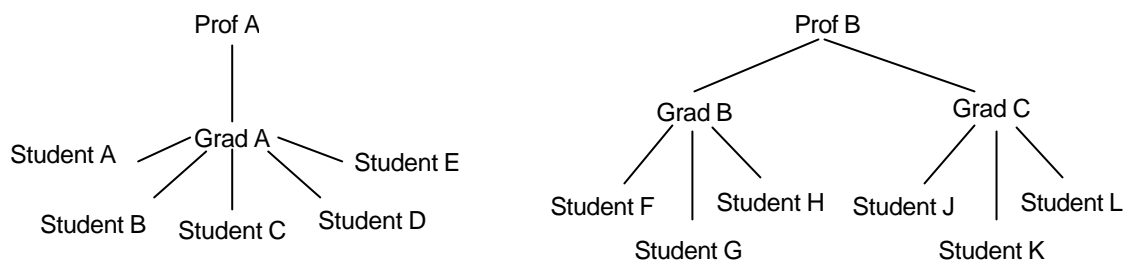 Prof A
Grad A
Student A
Student B
Student C
Student D
Student E
Prof B
Grad B
Grad C
Student F
Student G
Student H
Student J
Student K
Student L